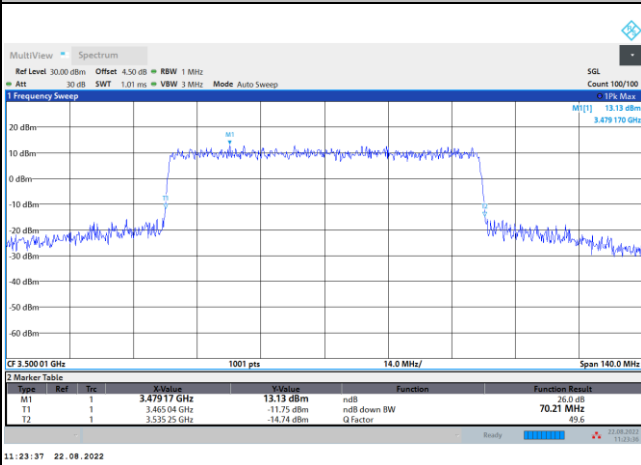 MultiView Spectrum
Ref Level 30.00 dBm Offset 4.50 dB RBW 1 MHz SGL
Att 30 dB SWT 1.01 ms VBW 3 MHz Mode Auto Sweep Count 100/100
1 Frequency Sweep 1Pk Max
M1[1] 13.13 dBm
3.479 170 GHz
M1
20 dBm
10 dBm
0 dBm
T1
-10 dBm
T2
-20 dBm
-30 dBm
-40 dBm
-50 dBm
-60 dBm
CF 3.500 01 GHz 1001 pts 14.0 MHz/ Span 140.0 MHz
2 Marker Table
Type Ref Trc X-Value Y-Value Function Function Result
M1 1 3.479 17 GHz 13.13 dBm ndB 26.0 dB
T1 1 3.465 04 GHz -11.75 dBm ndB down BW 70.21 MHz
T2 1 3.535 25 GHz -14.74 dBm Q Factor 49.6
Ready 22.08.2022
11:23:36
11:23:37 22.08.2022